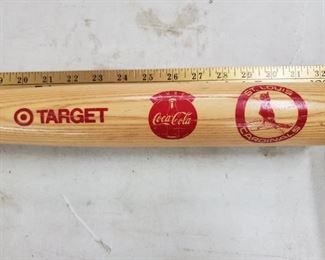 20 21 22 23 24 25 26 27 28 29 30 31 32
TARGET
Coca-Cola
ST. LOUIS
CARDINALS